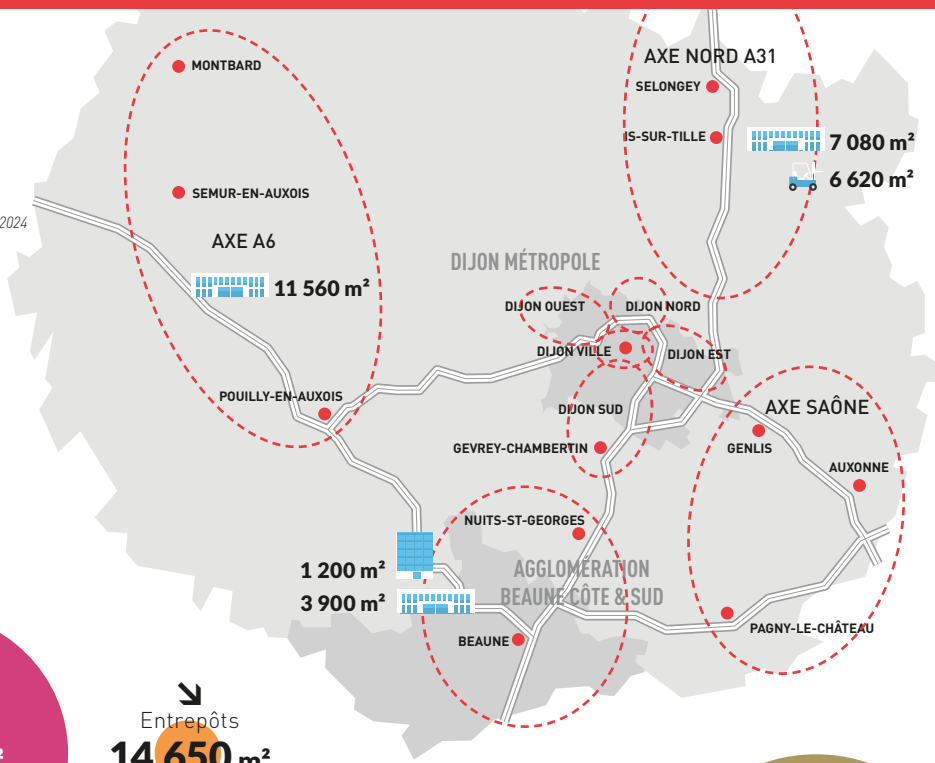 AXE NORD A31
MONTBARD
SELONGEY
IS-SUR-TILLE
7 080 m²
6 620 m²
SEMUR-EN-AUXOIS
2024
AXE A6
DIJON MÉTROPOLE
11 560 m²
DIJON OUEST
DIJON NORD
DIJON VILLE
DIJON EST
POUILLY-EN-AUXOIS
DIJON SUD
AXE SAÔNE
GEVREY-CHAMBERTIN
GENLIS
AUXONNE
NUITS-ST-GEORGES
1 200 m²
AGGLOMÉRATION
BEAUNE CÔTE & SUD
3 900 m²
PAGNY-LE-CHÂTEAU
BEAUNE
Entrepôts
14 650 m²